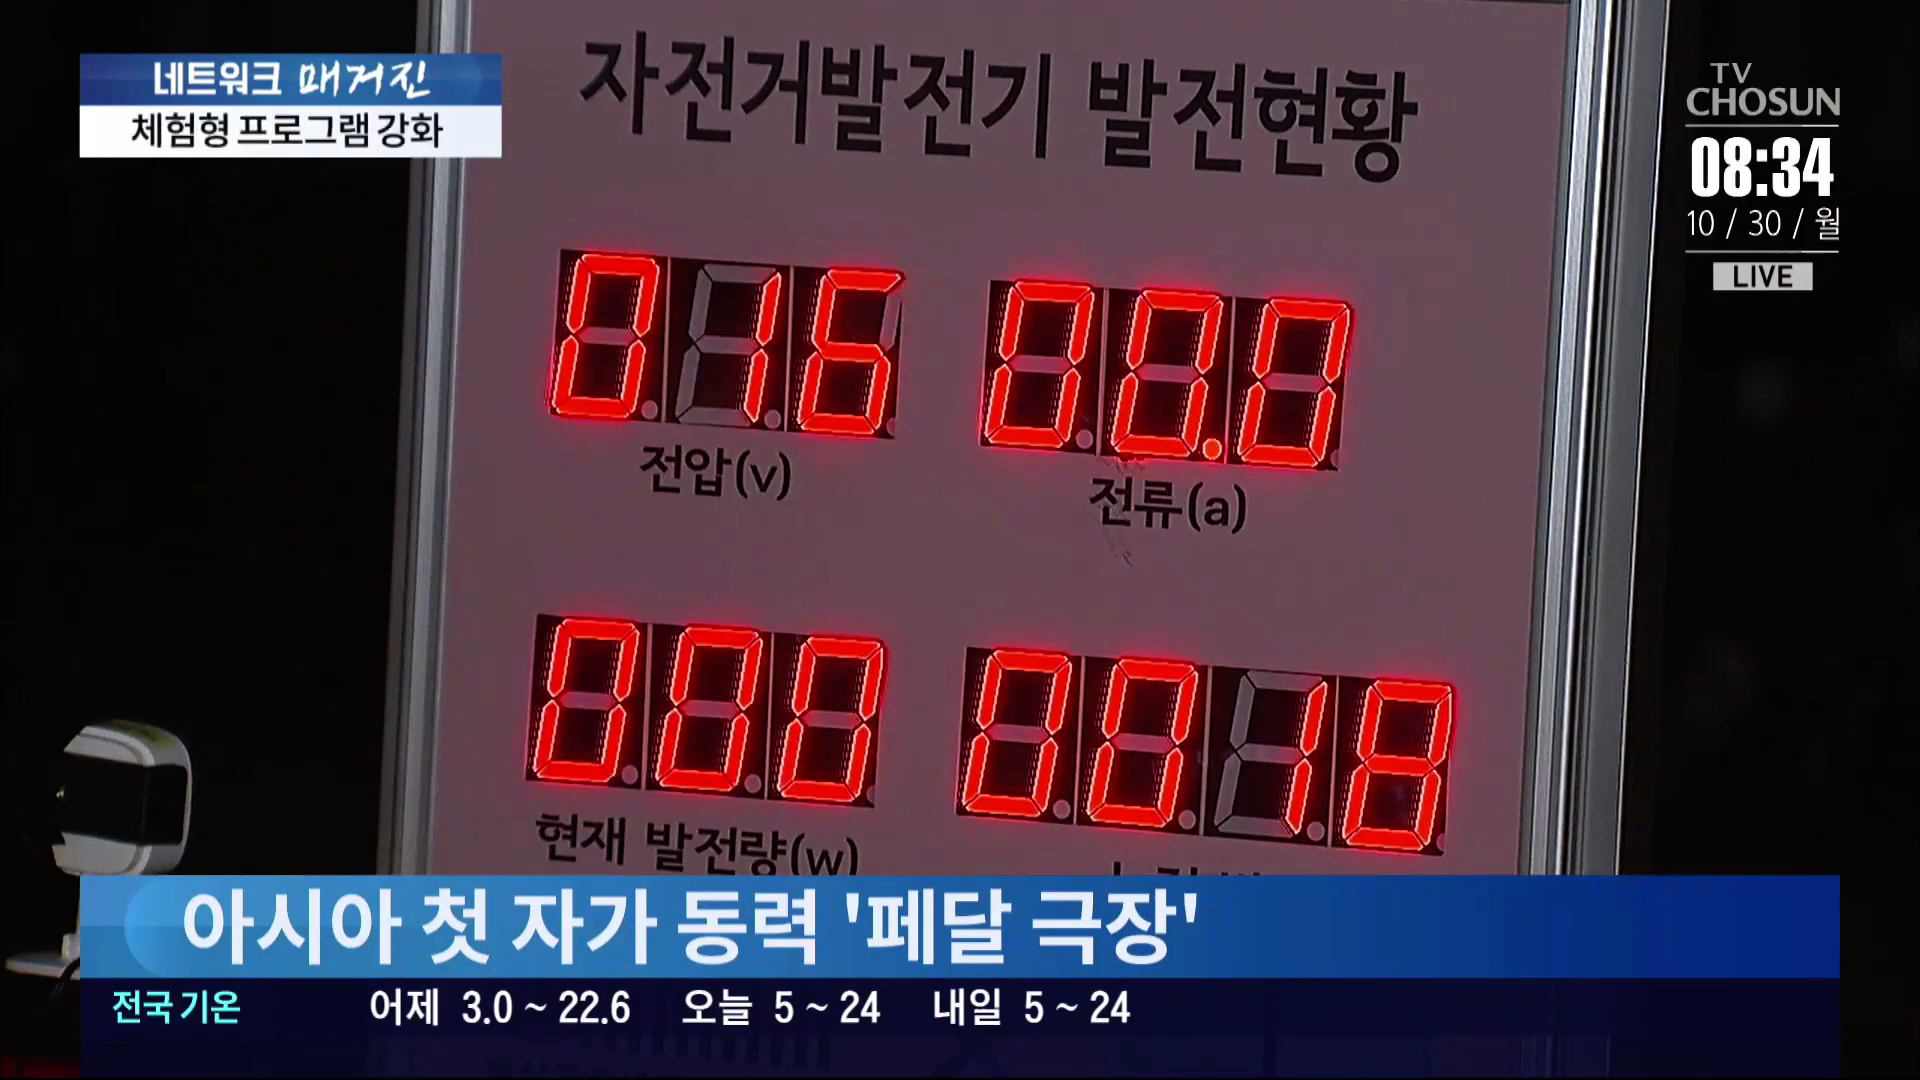 네트워크 매거진
체험형 프로그램 강화
TV
CHOSUN
08:34
10 / 30 / 월
LIVE
자전거발전기 발전현황
016 00.0
전압(v) 전류(a)
000 0018
현재 발전량(w)
아시아 첫 자가 동력 '페달 극장'
전국 기온 어제 3.0 ~ 22.6 오늘 5 ~ 24 내일 5 ~ 24